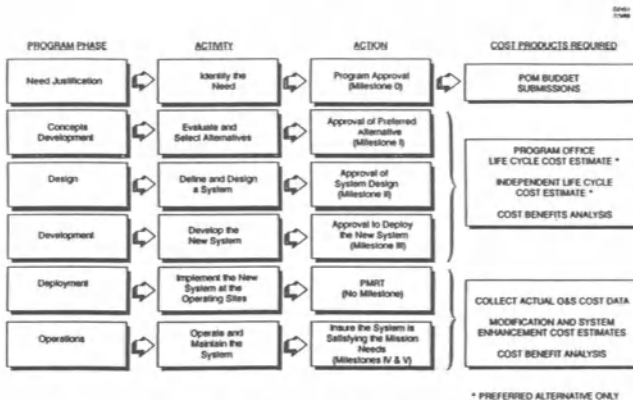 PROGRAM PHASE
ACTIVITY
ACTION
COST PRODUCTS REQUIRED
Need Justification
Identify the
Need
Program Approval
(Milestone 0)
POM BUDGET
SUBMISSIONS
Concepts
Development
Evaluate and
Select Alternatives
Approval of Preferred
Alternative
(Milestone I)
Design
Define and Design
a System
Approval of
System Design
(Milestone II)
Development
Develop the
New System
Approval to Deploy
the New System
(Milestone III)
PROGRAM OFFICE
LIFE CYCLE COST ESTIMATE *
INDEPENDENT LIFE CYCLE
COST ESTIMATE *
COST BENEFITS ANALYSIS
Deployment
Implement the New
System at the
Operating Sites
PMRT
(No Milestone)
Operations
Operate and
Maintain the
System
Insure the System is
Satisfying the Mission
Needs
(Milestones IV & V)
COLLECT ACTUAL O&S COST DATA
MODIFICATION AND SYSTEM
ENHANCEMENT COST ESTIMATES
COST BENEFIT ANALYSIS
* PREFERRED ALTERNATIVE ONLY